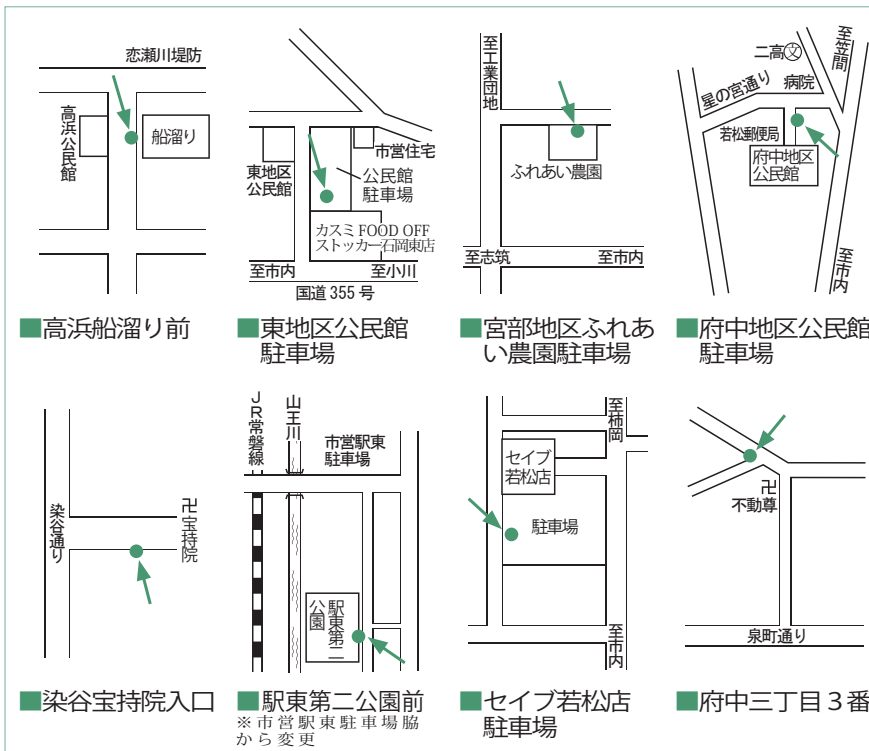 恋瀬川堤防
高浜公民館
船溜り
■高浜船溜り前
東地区
公民館
市営住宅
公民館
駐車場
カスミ FOOD OFF
ストッカー石岡東店
至市内
至小川
国道 355 号
■東地区公民館
駐車場
至工業団地
ふれあい農園
至志筑
至市内
■宮部地区ふれあ
い農園駐車場
二高文
至笠間
星の宮通り
病院
若松郵便局
府中地区
公民館
至市内
■府中地区公民館
駐車場
染谷通り
卍宝持院
■染谷宝持院入口
JR常磐線
山王川
市営駅東
駐車場
駅東第二
公園
■駅東第二公園前
※市営駅東駐車場脇
から変更
至柿岡
セイブ
若松店
駐車場
至市内
■セイブ若松店
駐車場
卍
不動尊
泉町通り
■府中三丁目３番